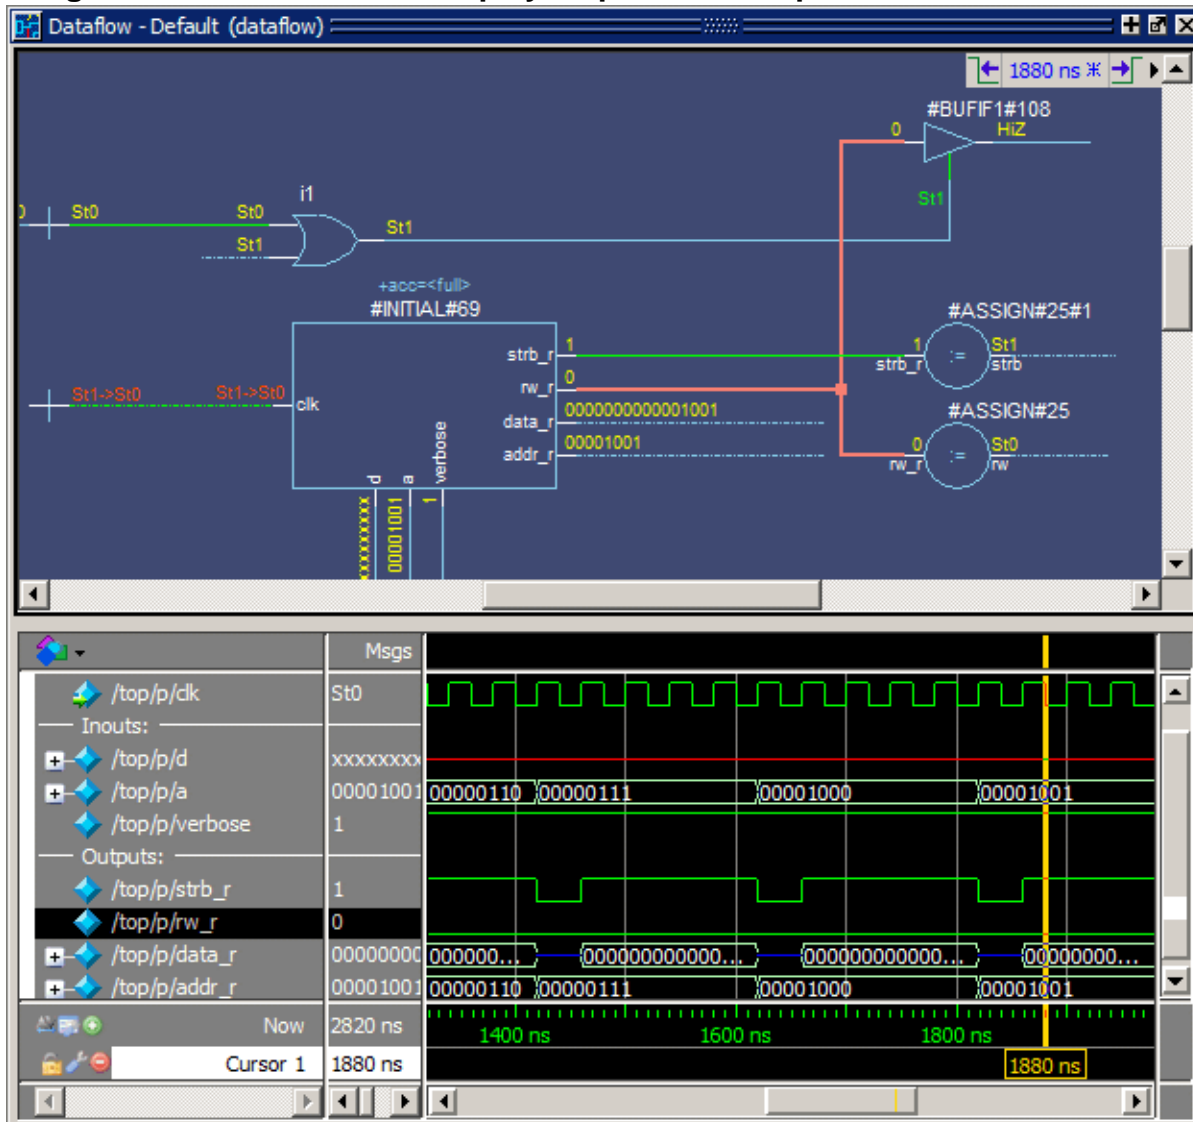 Dataflow - Default (dataflow)
1880 ns
#BUFIF1#108
0 HiZ
i1
St0 St0
St1
St1
St1
+acc=<full>
#INITIAL#69
#ASSIGN#25#1
strb_r 1
1 St1
strb_r := strb
rw_r 0
St1->St0 St1->St0 clk
data_r 0000000000001001
#ASSIGN#25
addr_r 00001001
0 St0
rw_r := rw
d a verbose
xxxxxxxxx 00001001 1
Msgs
/top/p/clk St0
Inouts:
/top/p/d xxxxxxxx
/top/p/a 00001001 00000110 00000111 00001000 00001001
/top/p/verbose 1
Outputs:
/top/p/strb_r 1
/top/p/rw_r 0
/top/p/data_r 00000000 000000... 000000000000... 000000000000... 00000000...
/top/p/addr_r 00001001 00000110 00000111 00001000 00001001
Now 2820 ns 1400 ns 1600 ns 1800 ns
Cursor 1 1880 ns 1880 ns